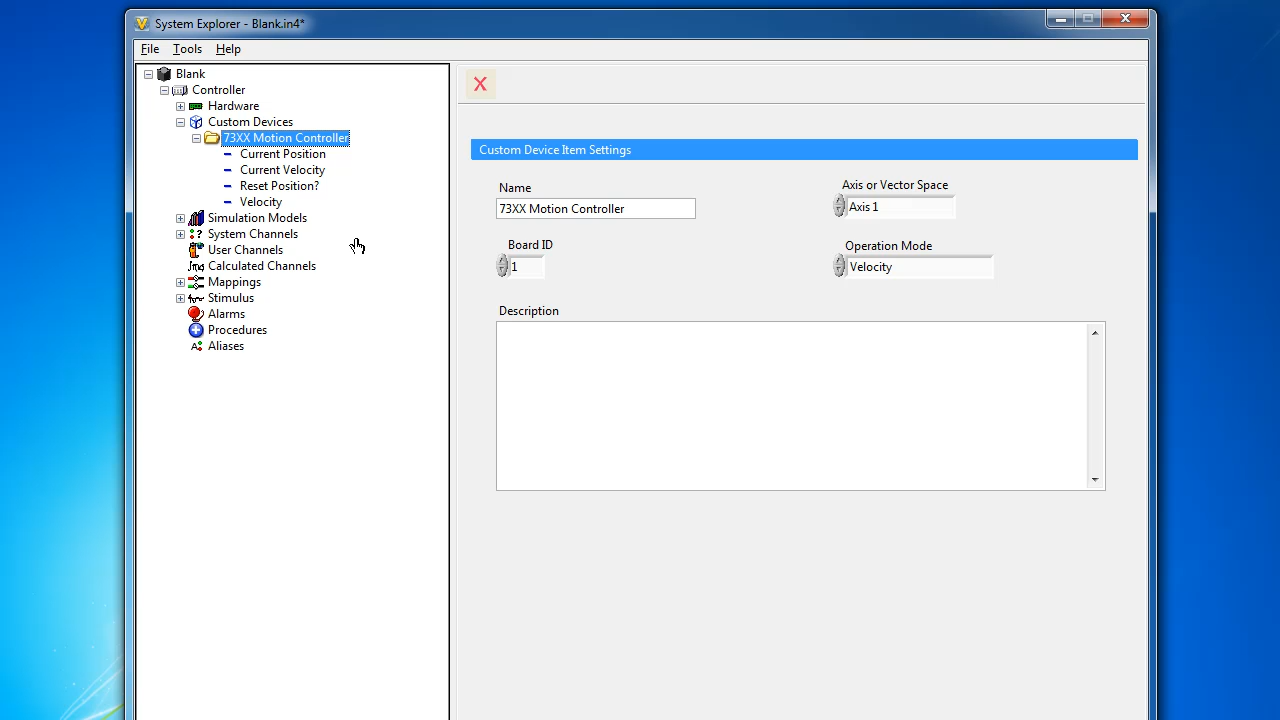 System Explorer - Blank.in4*
File Tools Help
Blank
Controller
Hardware
Custom Devices
73XX Motion Controller
Current Position
Current Velocity
Reset Position?
Velocity
Simulation Models
System Channels
User Channels
Calculated Channels
Mappings
Stimulus
Alarms
Procedures
Aliases
Custom Device Item Settings
Name
73XX Motion Controller
Axis or Vector Space
Axis 1
Board ID
1
Operation Mode
Velocity
Description